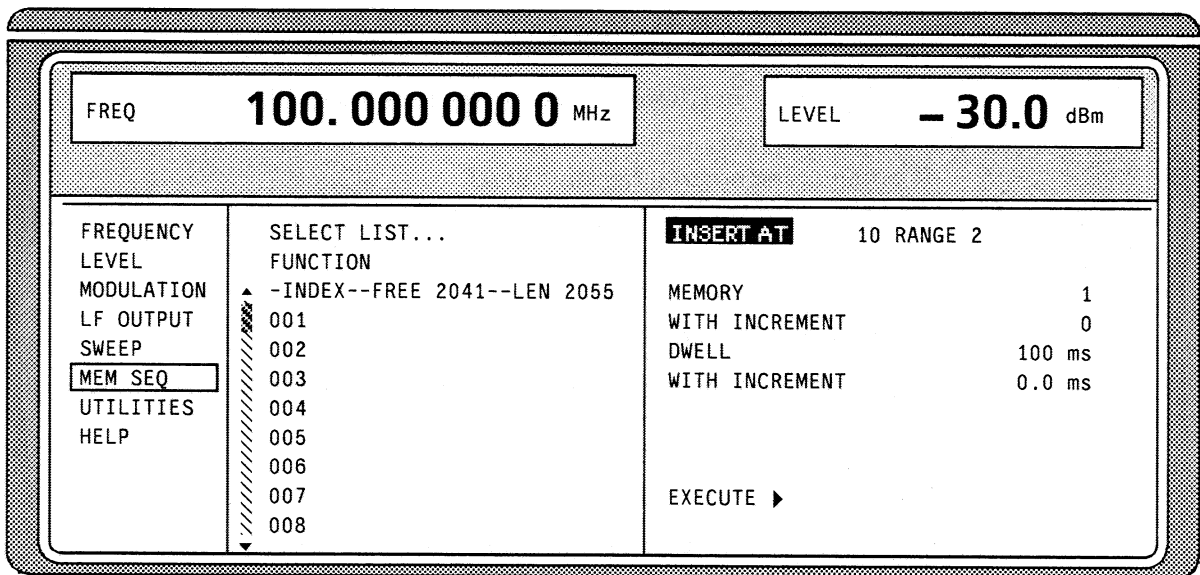 FREQ 100. 000 000 0 MHz
LEVEL – 30.0 dBm
FREQUENCY
LEVEL
MODULATION
LF OUTPUT
SWEEP
MEM SEQ
UTILITIES
HELP
SELECT LIST...
FUNCTION
-INDEX--FREE 2041--LEN 2055
001
002
003
004
005
006
007
008
INSERT AT 10 RANGE 2
MEMORY 1
WITH INCREMENT 0
DWELL 100 ms
WITH INCREMENT 0.0 ms
EXECUTE